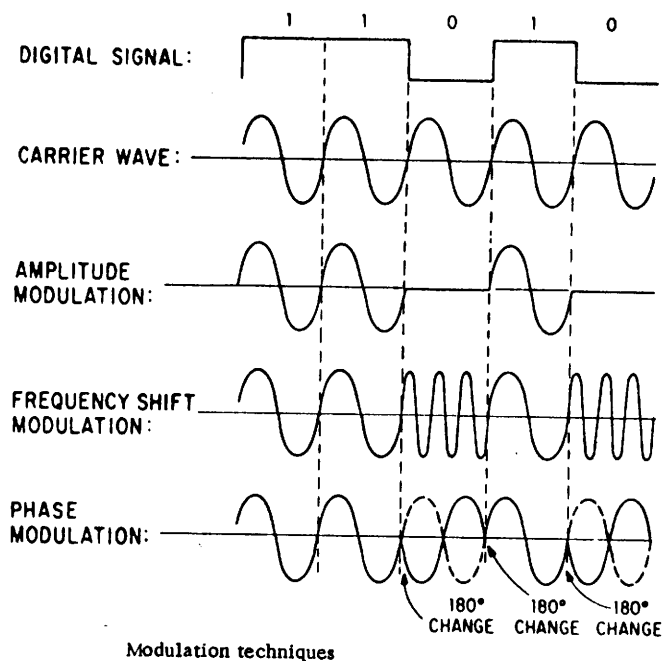 1 1 0 1 0
DIGITAL SIGNAL:
CARRIER WAVE:
AMPLITUDE
MODULATION:
FREQUENCY SHIFT
MODULATION:
PHASE
MODULATION:
180° 180° 180°
CHANGE CHANGE CHANGE
Modulation techniques